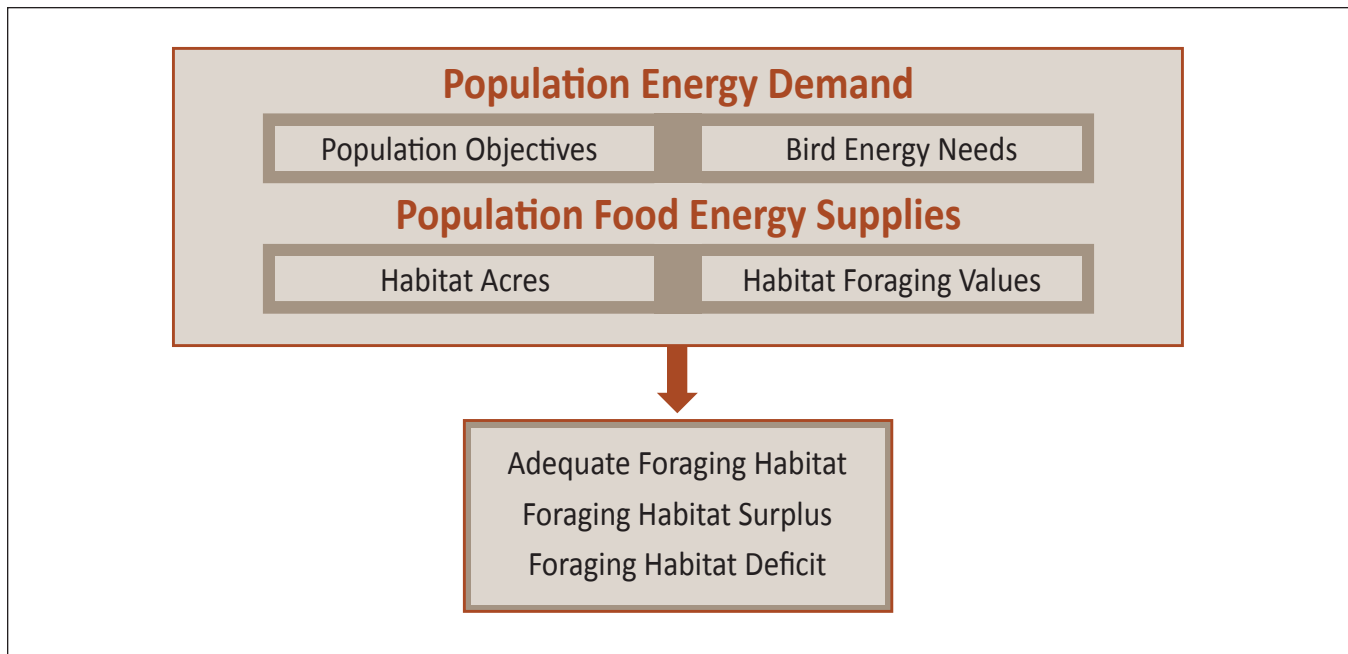 Population Energy Demand
Population Objectives
Bird Energy Needs
Population Food Energy Supplies
Habitat Acres
Habitat Foraging Values
Adequate Foraging Habitat
Foraging Habitat Surplus
Foraging Habitat Deficit